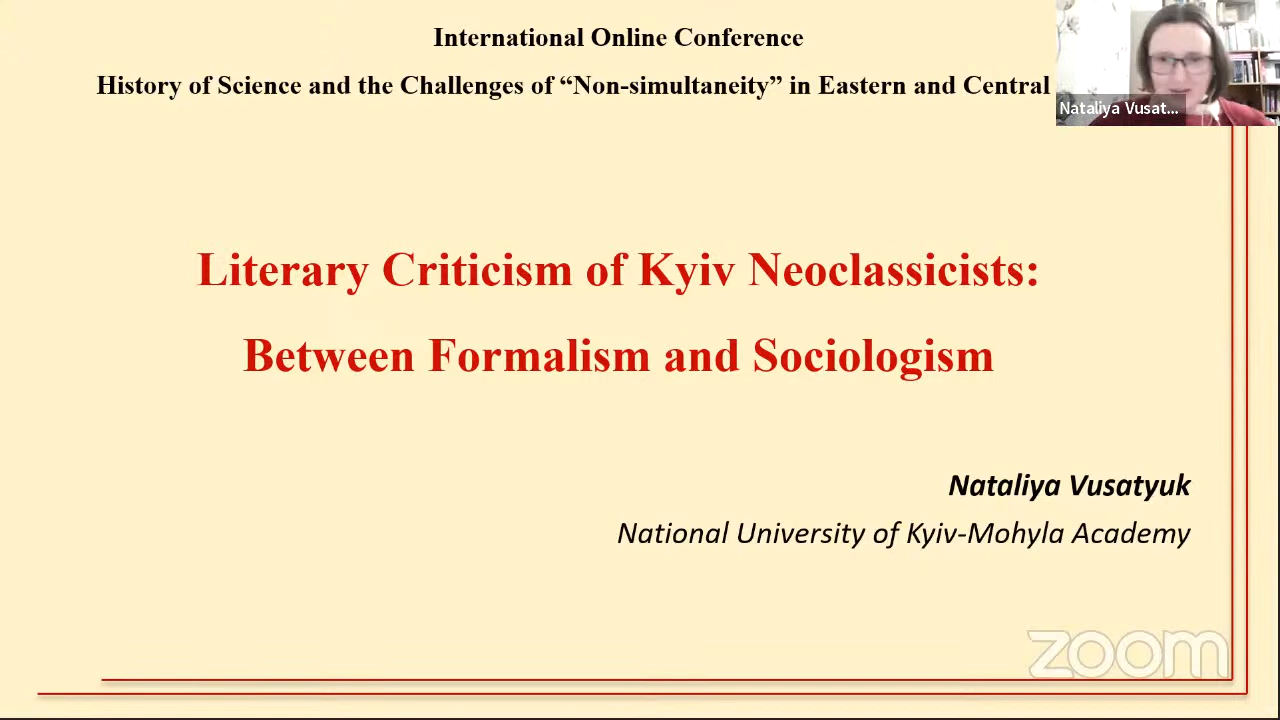 International Online Conference
History of Science and the Challenges of “Non-simultaneity” in Eastern and Central
Nataliya Vusat...
Literary Criticism of Kyiv Neoclassicists:
Between Formalism and Sociologism
Nataliya Vusatyuk
National University of Kyiv-Mohyla Academy
zoom